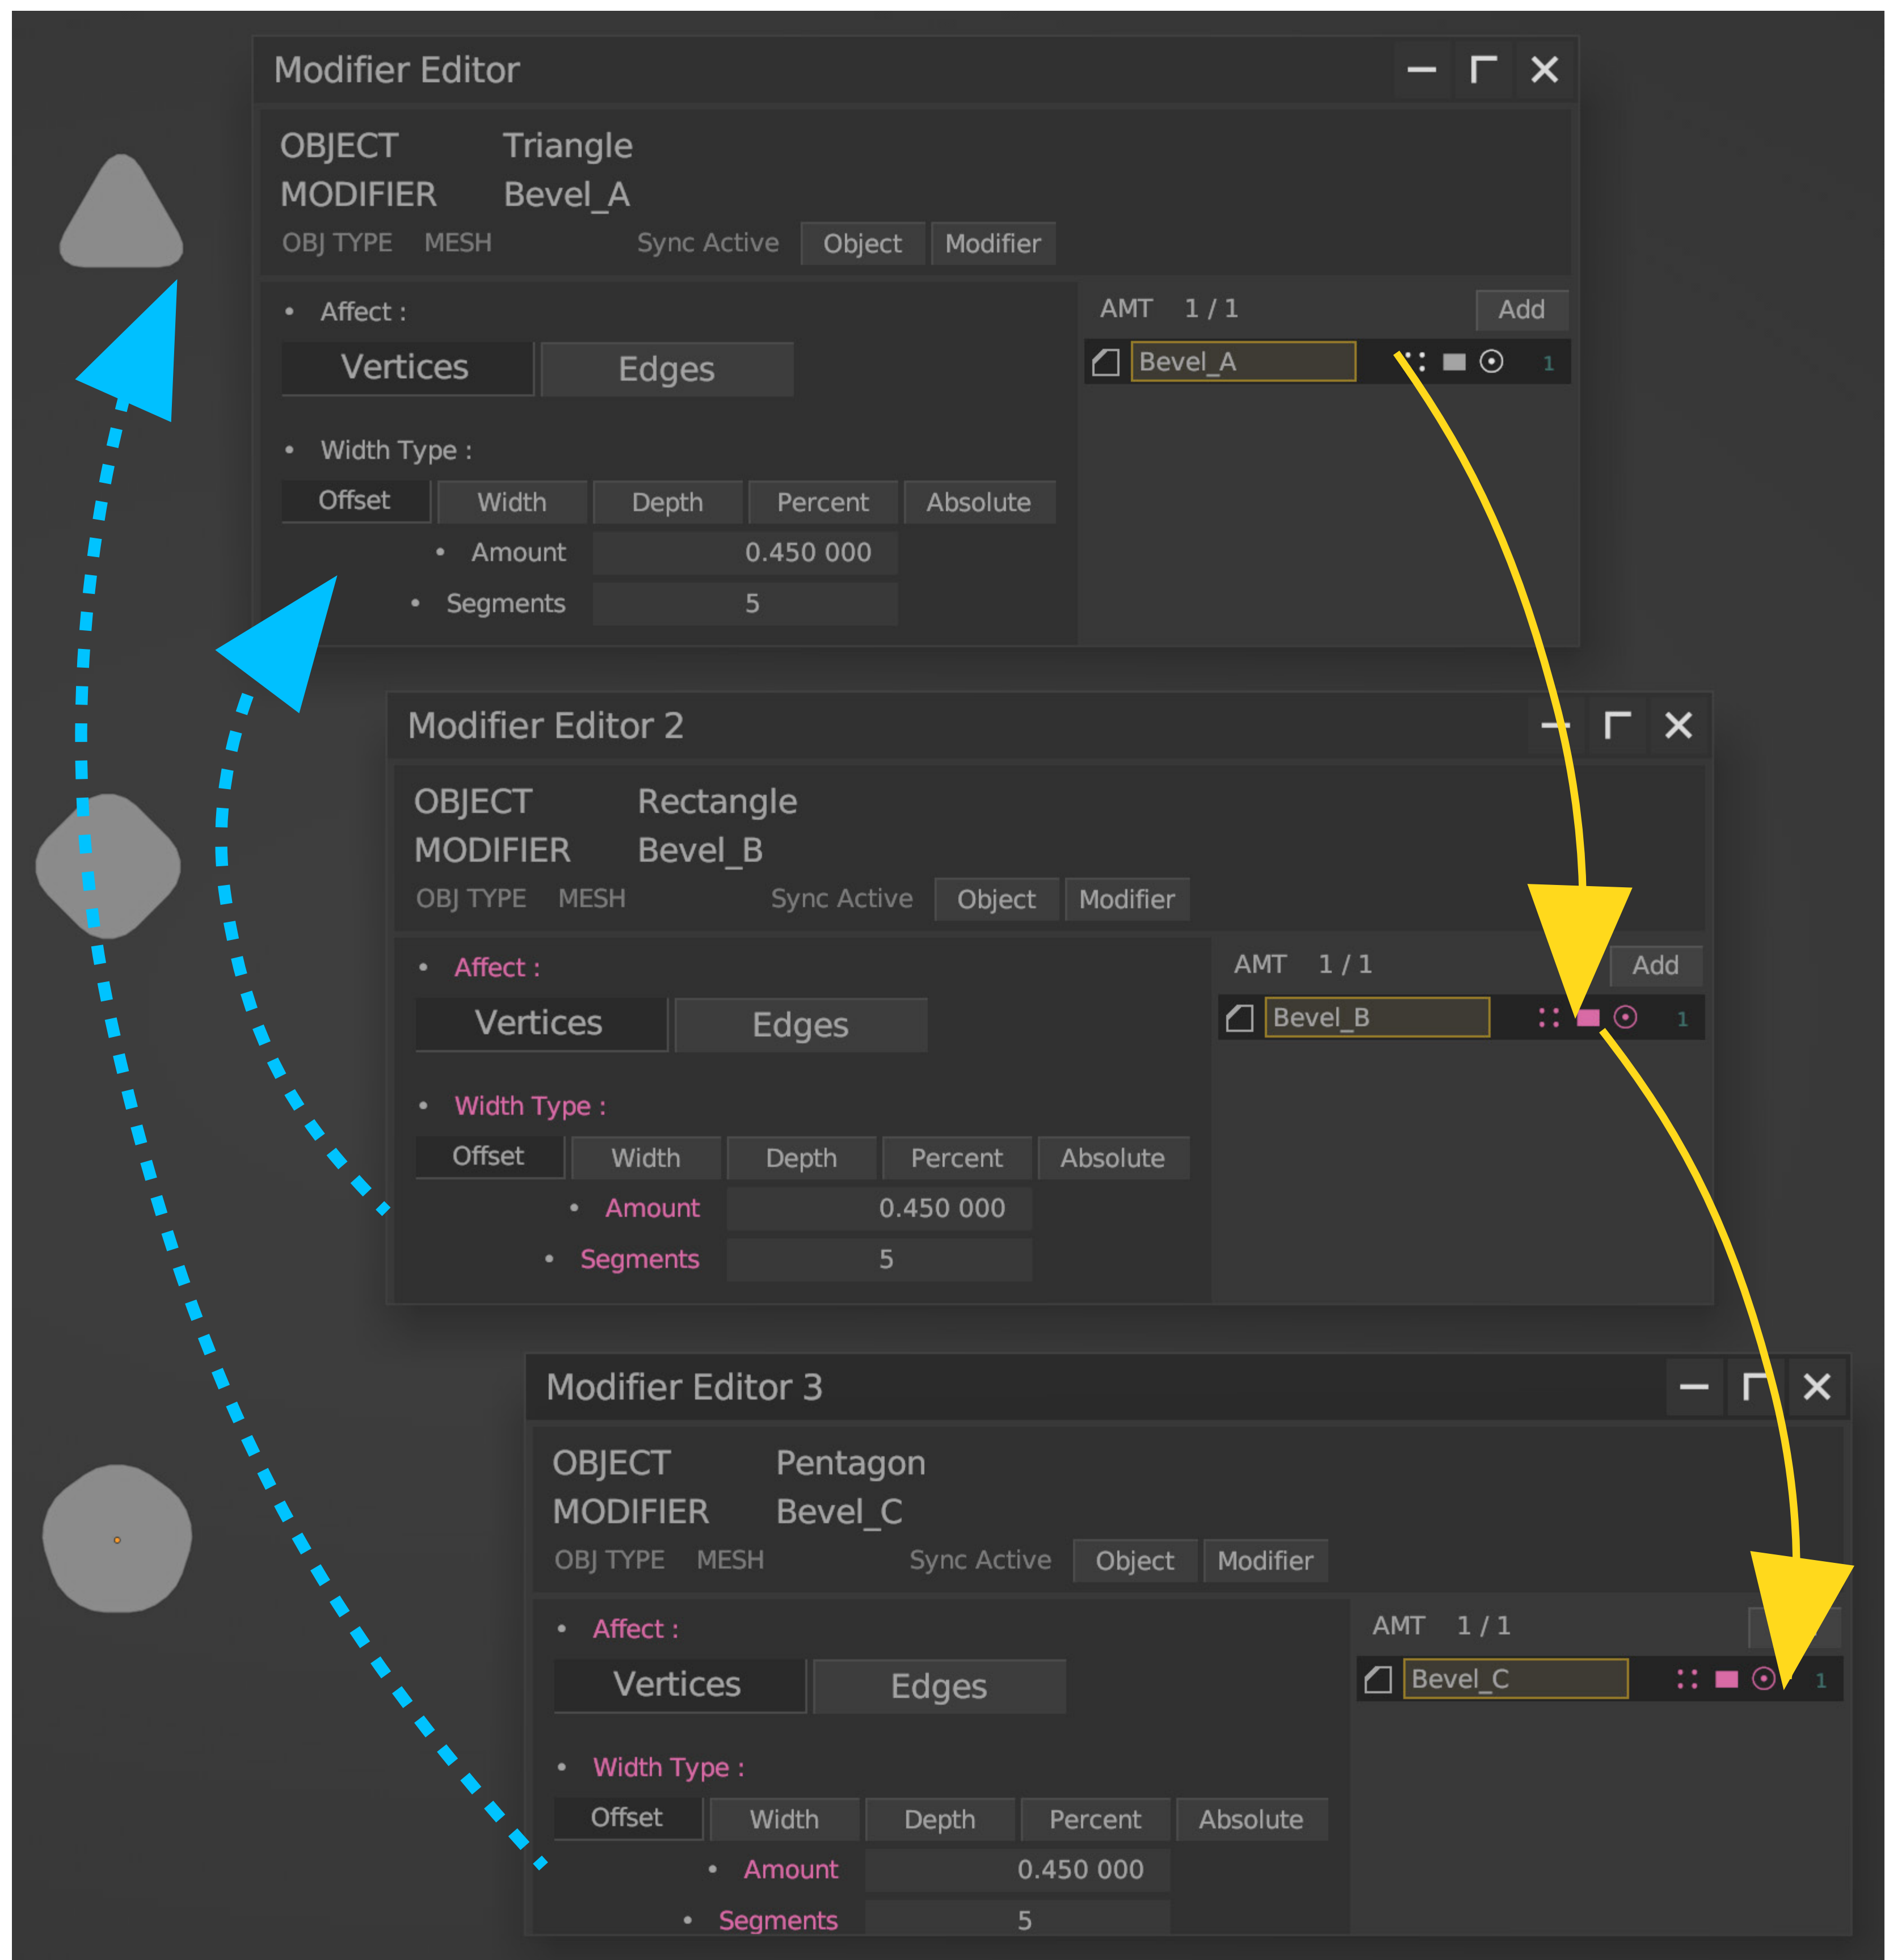 Modifier Editor
OBJECT Triangle
MODIFIER Bevel_A
OBJ TYPE MESH Sync Active Object Modifier
• Affect :
Vertices Edges
• Width Type :
Offset Width Depth Percent Absolute
• Amount 0.450 000
• Segments 5
AMT 1 / 1 Add
Bevel_A 1
Modifier Editor 2
OBJECT Rectangle
MODIFIER Bevel_B
OBJ TYPE MESH Sync Active Object Modifier
• Affect :
Vertices Edges
• Width Type :
Offset Width Depth Percent Absolute
• Amount 0.450 000
• Segments 5
AMT 1 / 1 Add
Bevel_B 1
Modifier Editor 3
OBJECT Pentagon
MODIFIER Bevel_C
OBJ TYPE MESH Sync Active Object Modifier
• Affect :
Vertices Edges
• Width Type :
Offset Width Depth Percent Absolute
• Amount 0.450 000
• Segments 5
AMT 1 / 1
Bevel_C 1